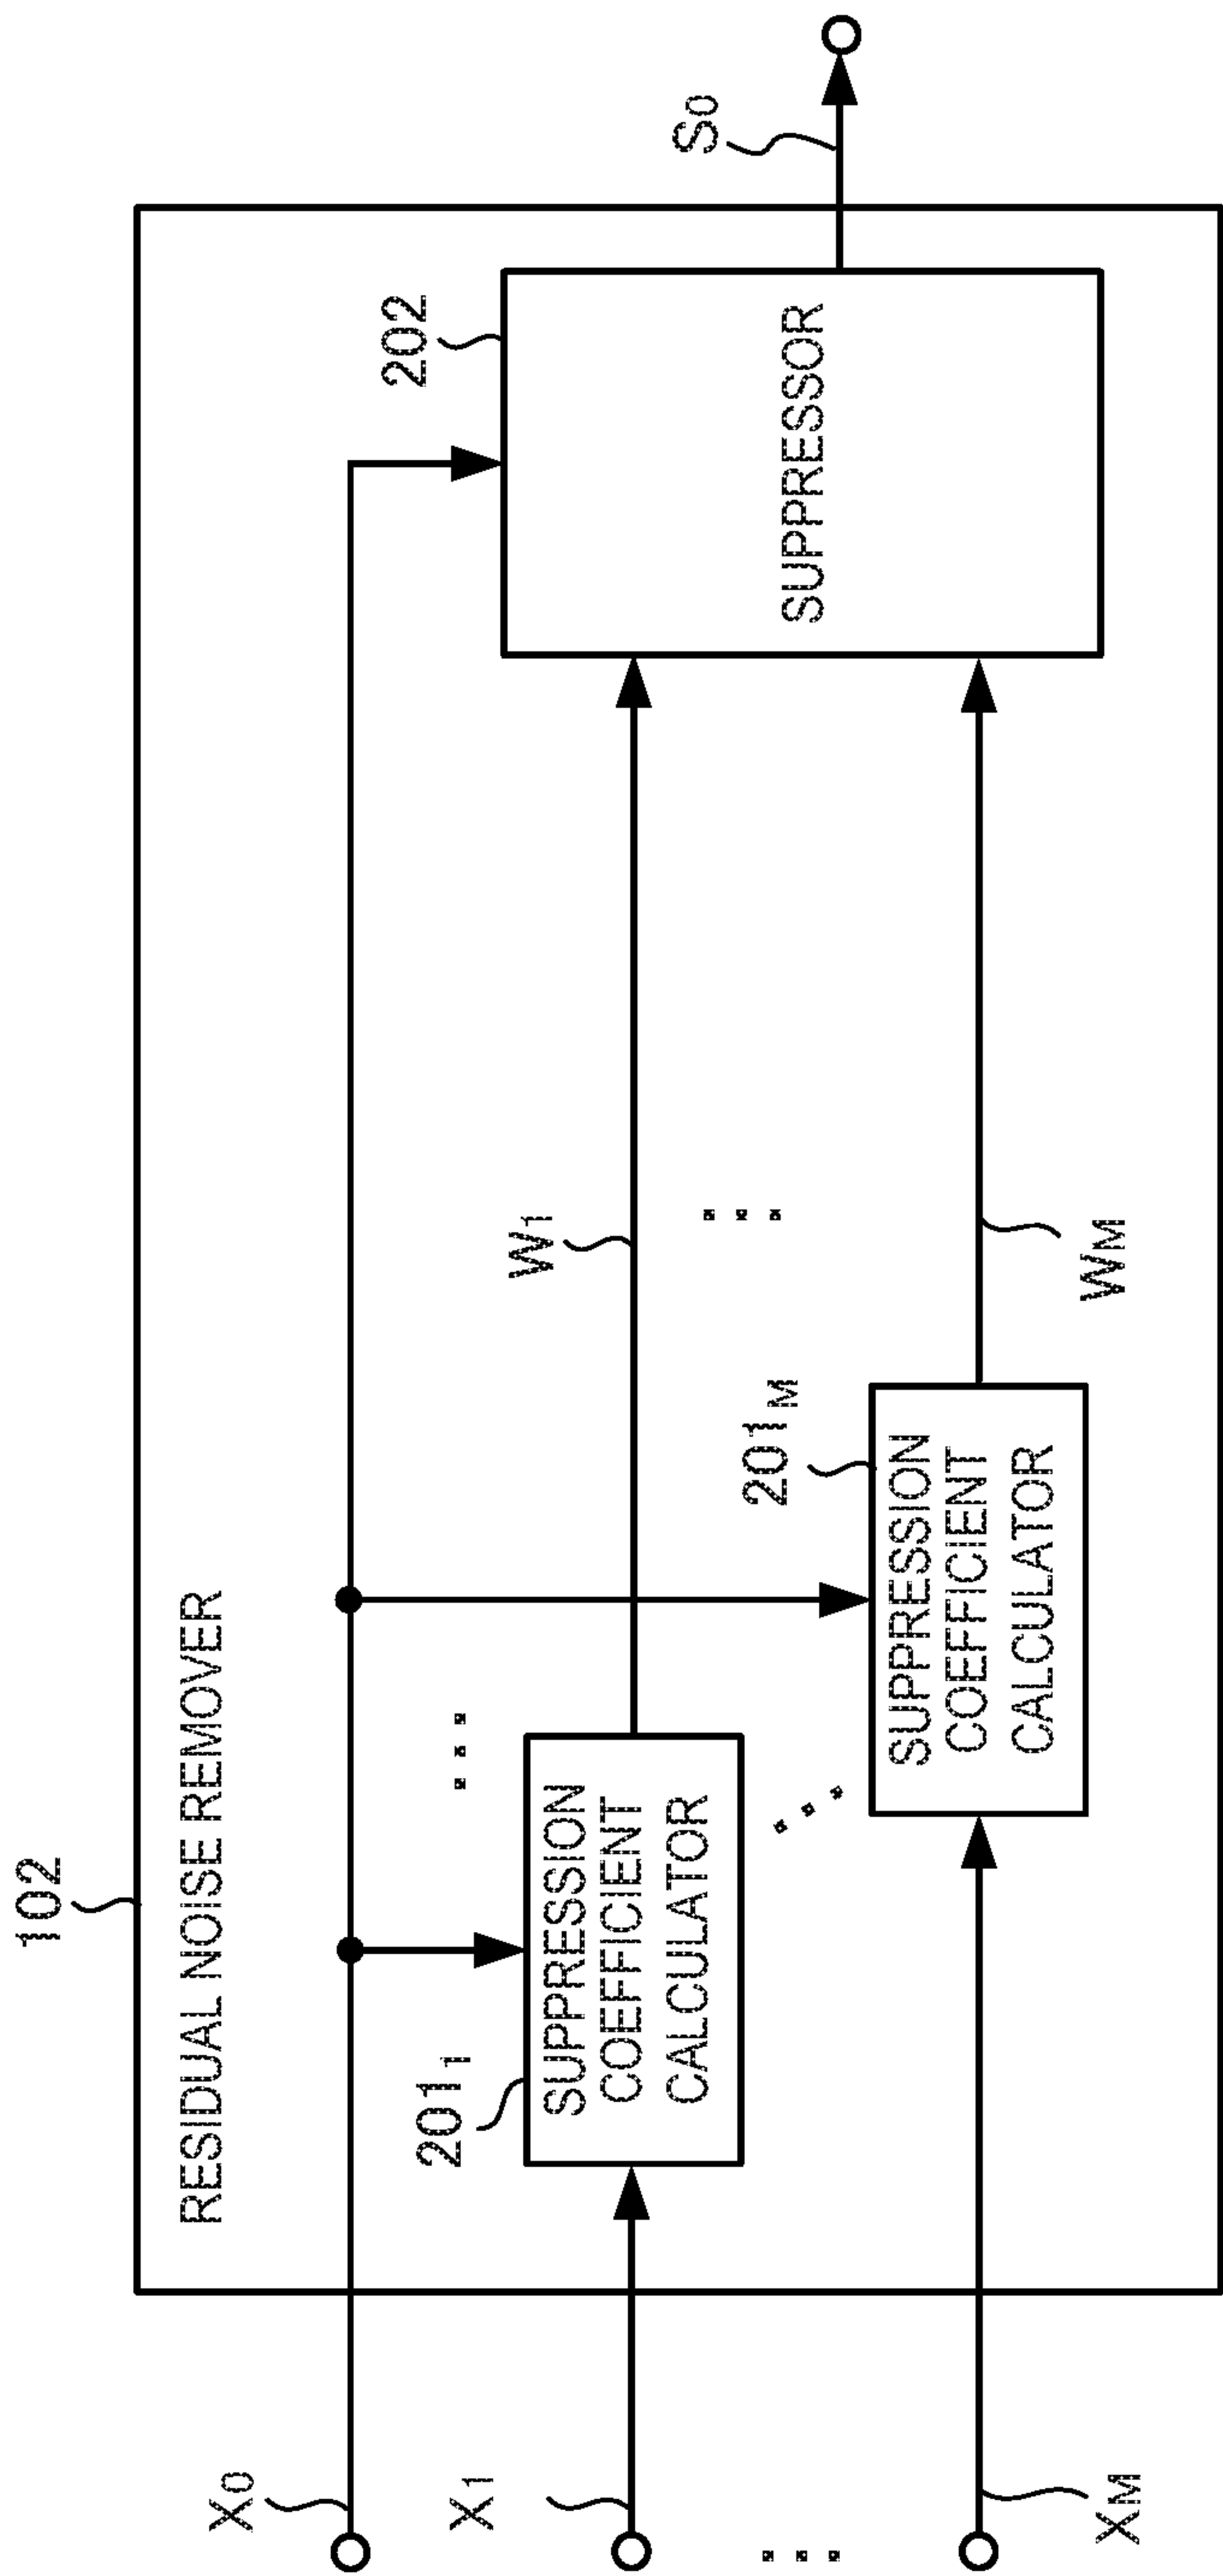 102
RESIDUAL NOISE REMOVER
X0
X1
XM
201₁
SUPPRESSION
COEFFICIENT
CALCULATOR
201M
SUPPRESSION
COEFFICIENT
CALCULATOR
W1
WM
202
SUPPRESSOR
S0